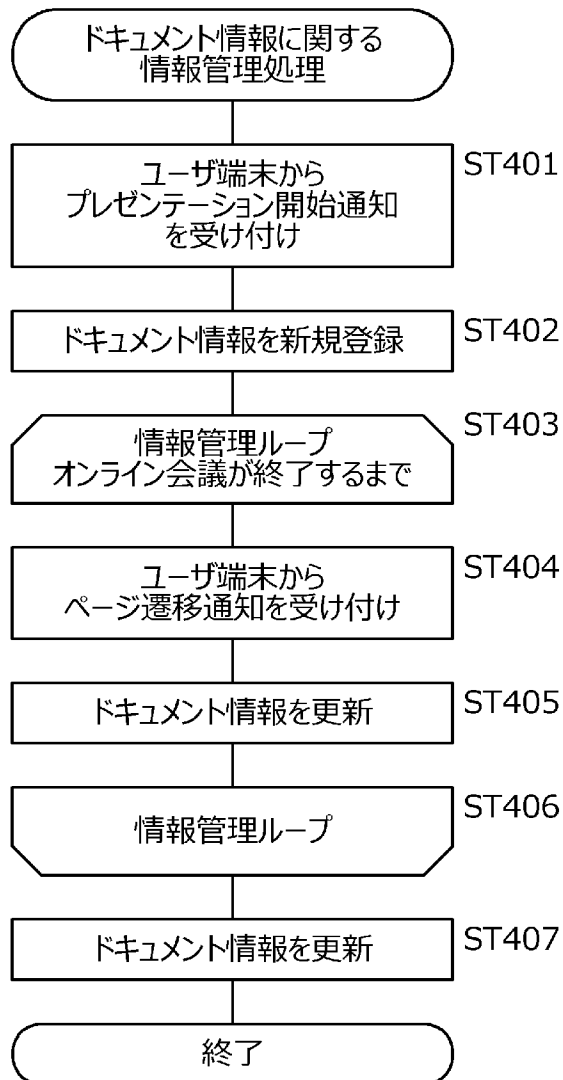 ドキュメント情報に関する
情報管理処理
ユーザ端末から
プレゼンテーション開始通知
を受け付け
ST401
ドキュメント情報を新規登録
ST402
情報管理ループ
オンライン会議が終了するまで
ST403
ユーザ端末から
ページ遷移通知を受け付け
ST404
ドキュメント情報を更新
ST405
情報管理ループ
ST406
ドキュメント情報を更新
ST407
終了